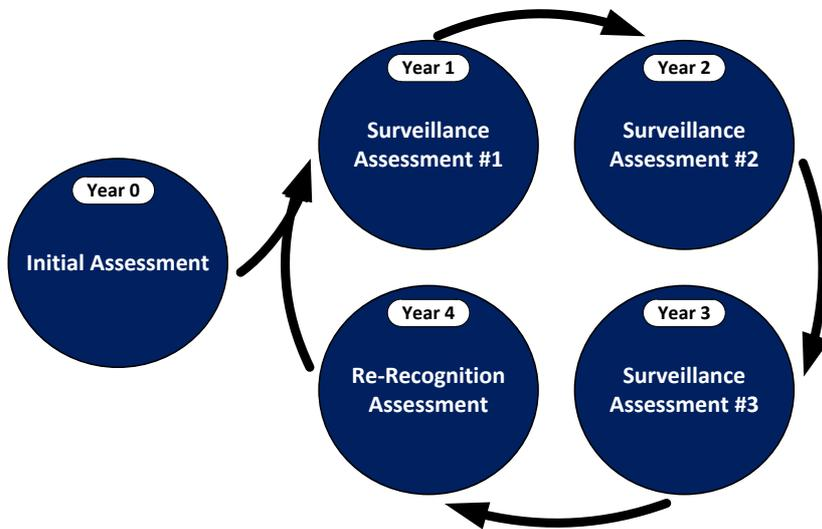 Year 0
Initial Assessment
Year 1
Surveillance
Assessment #1
Year 2
Surveillance
Assessment #2
Year 3
Surveillance
Assessment #3
Year 4
Re-Recognition
Assessment